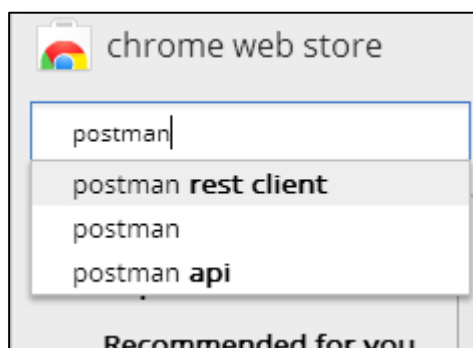 chrome web store
postman
postman rest client
postman
postman api
Recommended for you